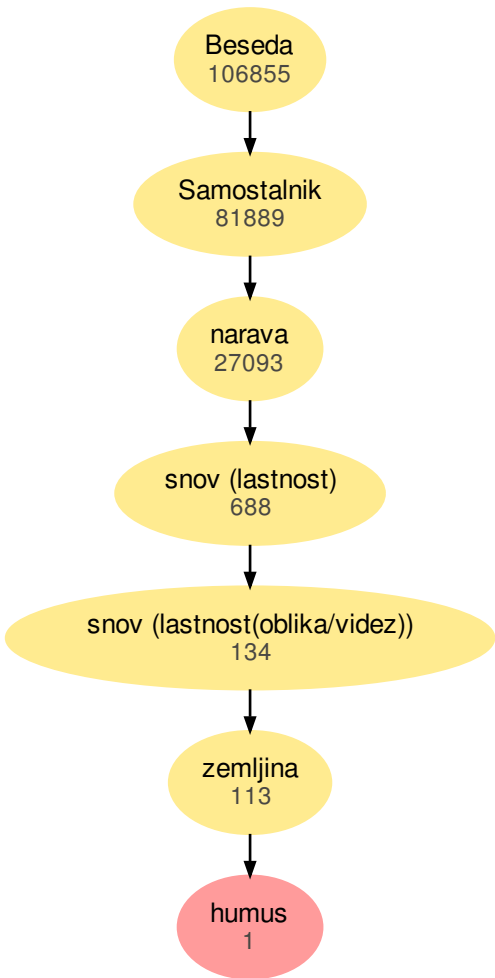 Beseda
106855
Samostalnik
81889
narava
27093
snov (lastnost)
688
snov (lastnost(oblika/videz))
134
zemljina
113
humus
1